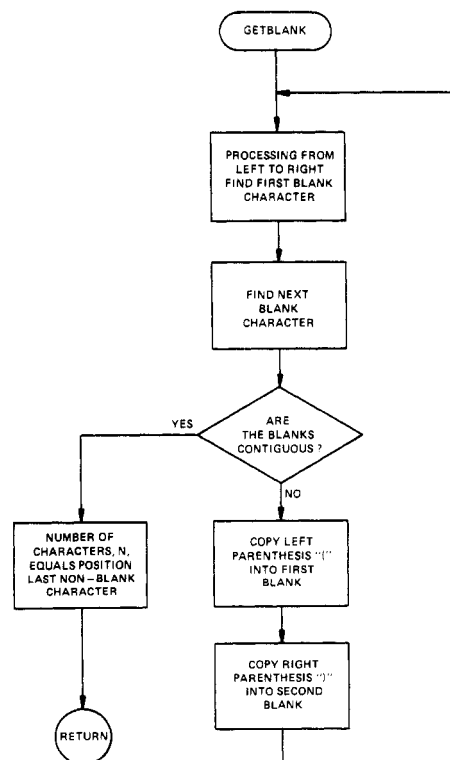 GETBLANK
PROCESSING FROM
LEFT TO RIGHT
FIND FIRST BLANK
CHARACTER
FIND NEXT
BLANK
CHARACTER
ARE
THE BLANKS
CONTIGUOUS ?
YES
NO
NUMBER OF
CHARACTERS, N,
EQUALS POSITION
LAST NON-BLANK
CHARACTER
COPY LEFT
PARENTHESIS "("
INTO FIRST
BLANK
COPY RIGHT
PARENTHESIS ")"
INTO SECOND
BLANK
RETURN